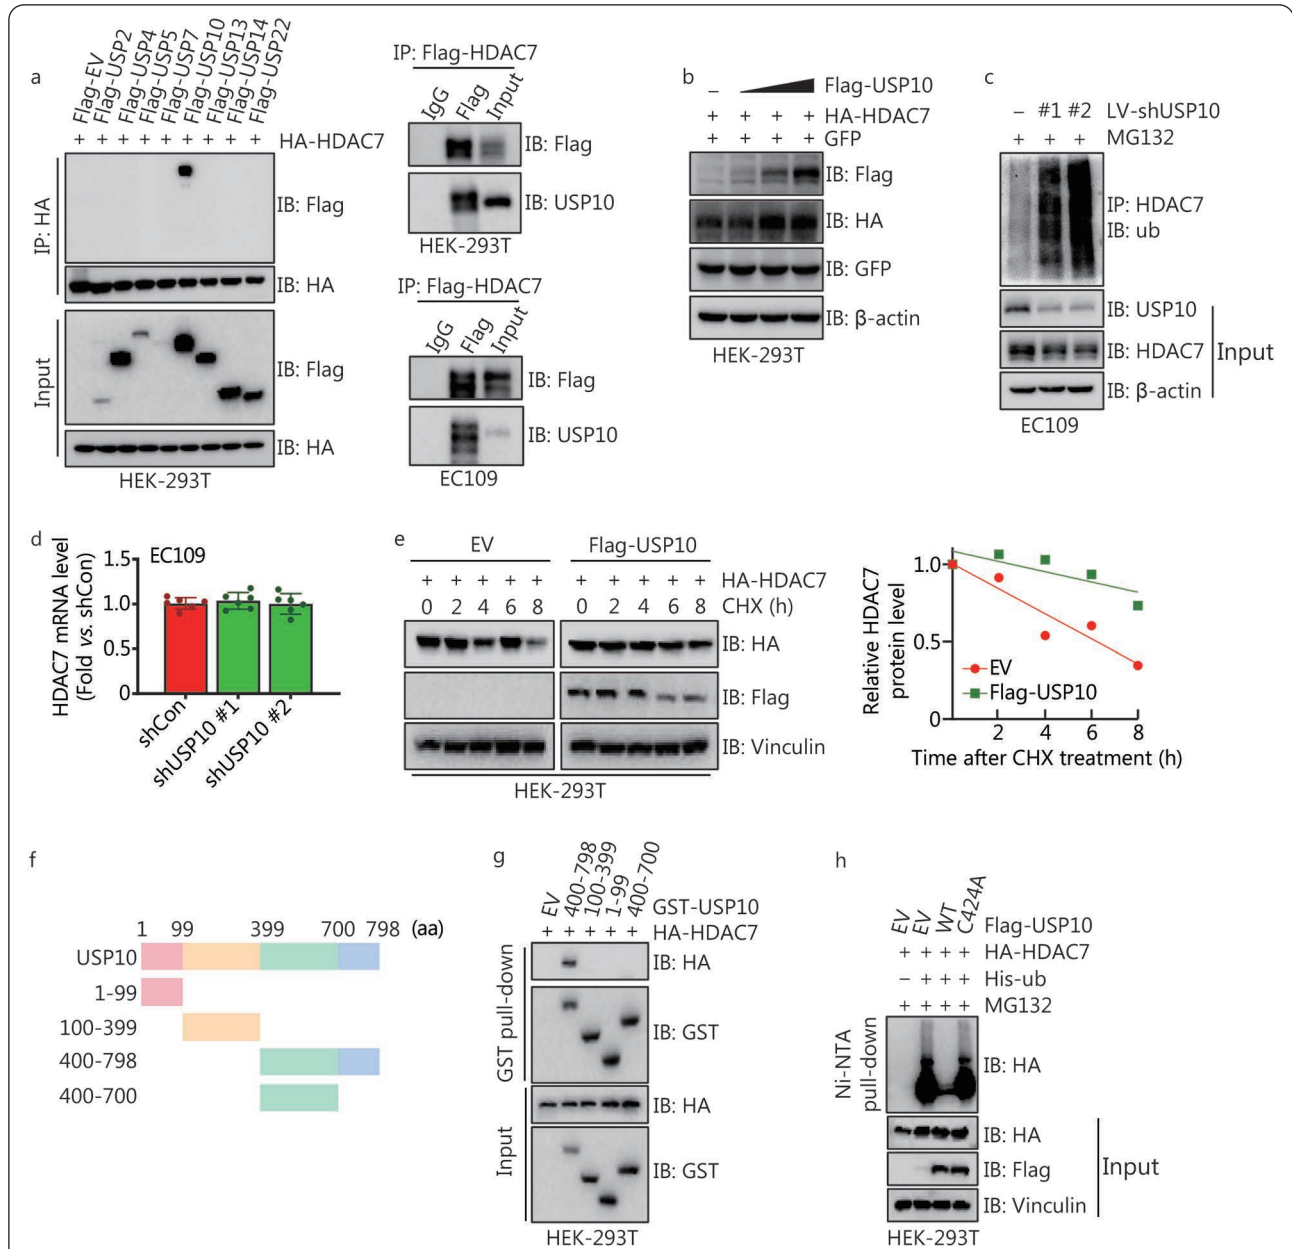 a
Flag-EV
Flag-USP2
Flag-USP4
Flag-USP5
Flag-USP7
Flag-USP10
Flag-USP13
Flag-USP14
Flag-USP22
+ + + + + + + + + HA-HDAC7
IP: HA
IB: Flag
IB: HA
Input
IB: Flag
IB: HA
HEK-293T
IP: Flag-HDAC7
IgG Flag Input
IB: Flag
IB: USP10
HEK-293T
IP: Flag-HDAC7
IgG Flag Input
IB: Flag
IB: USP10
EC109
b
– Flag-USP10
+ + + + HA-HDAC7
+ + + + GFP
IB: Flag
IB: HA
IB: GFP
IB: β-actin
HEK-293T
c
– #1 #2 LV-shUSP10
+ + + MG132
IP: HDAC7
IB: ub
IB: USP10
IB: HDAC7
IB: β-actin
Input
EC109
d
HDAC7 mRNA level
(Fold vs. shCon)
EC109
1.5
1.0
0.5
0
shCon
shUSP10 #1
shUSP10 #2
e
EV Flag-USP10
+ + + + + + + + + + HA-HDAC7
0 2 4 6 8 0 2 4 6 8 CHX (h)
IB: HA
IB: Flag
IB: Vinculin
HEK-293T
Relative HDAC7
protein level
1.0
0.5
0
EV
Flag-USP10
2 4 6 8
Time after CHX treatment (h)
f
1 99 399 700 798 (aa)
USP10
1-99
100-399
400-798
400-700
g
EV
400-798
100-399
1-99
400-700
GST-USP10
+ + + + + HA-HDAC7
GST pull-down
IB: HA
IB: GST
Input
IB: HA
IB: GST
HEK-293T
h
EV EV WT C424A Flag-USP10
+ + + + HA-HDAC7
– + + + His-ub
+ + + + MG132
Ni-NTA
pull-down
IB: HA
IB: HA
IB: Flag
IB: Vinculin
Input
HEK-293T